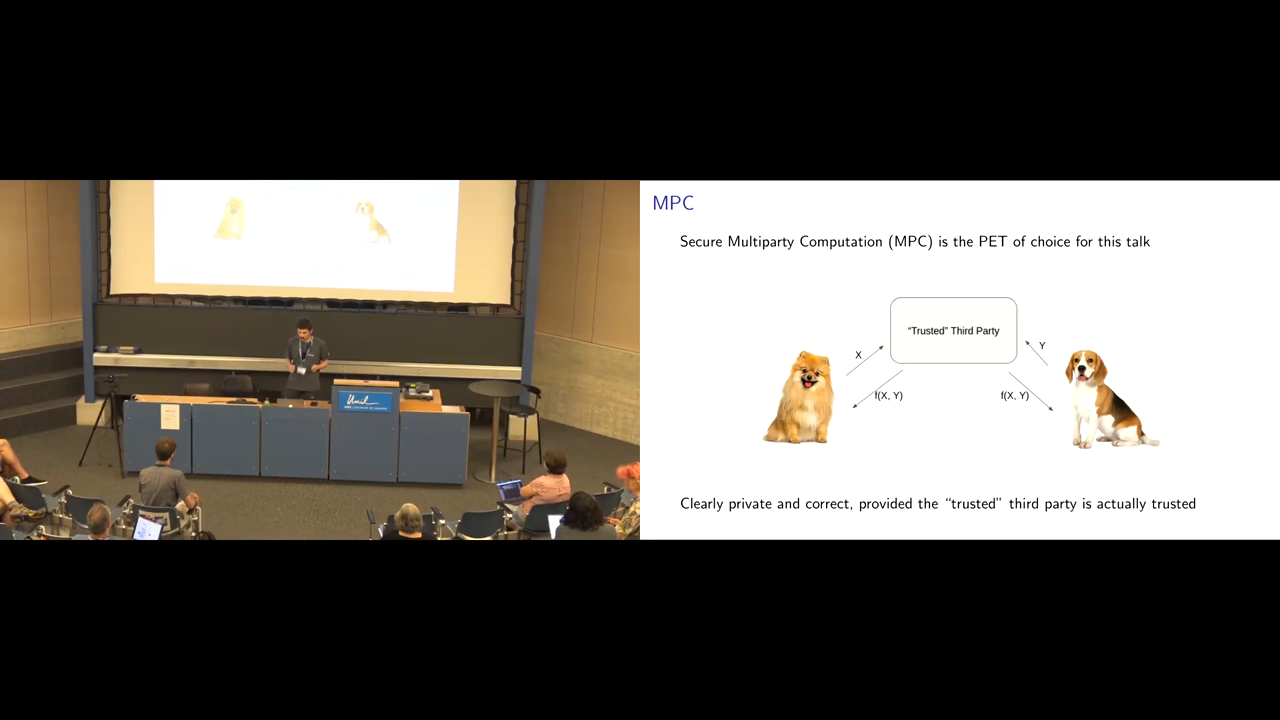 MPC
Secure Multiparty Computation (MPC) is the PET of choice for this talk
“Trusted” Third Party
X
Y
f(X, Y)
f(X, Y)
Clearly private and correct, provided the “trusted” third party is actually trusted
Unil